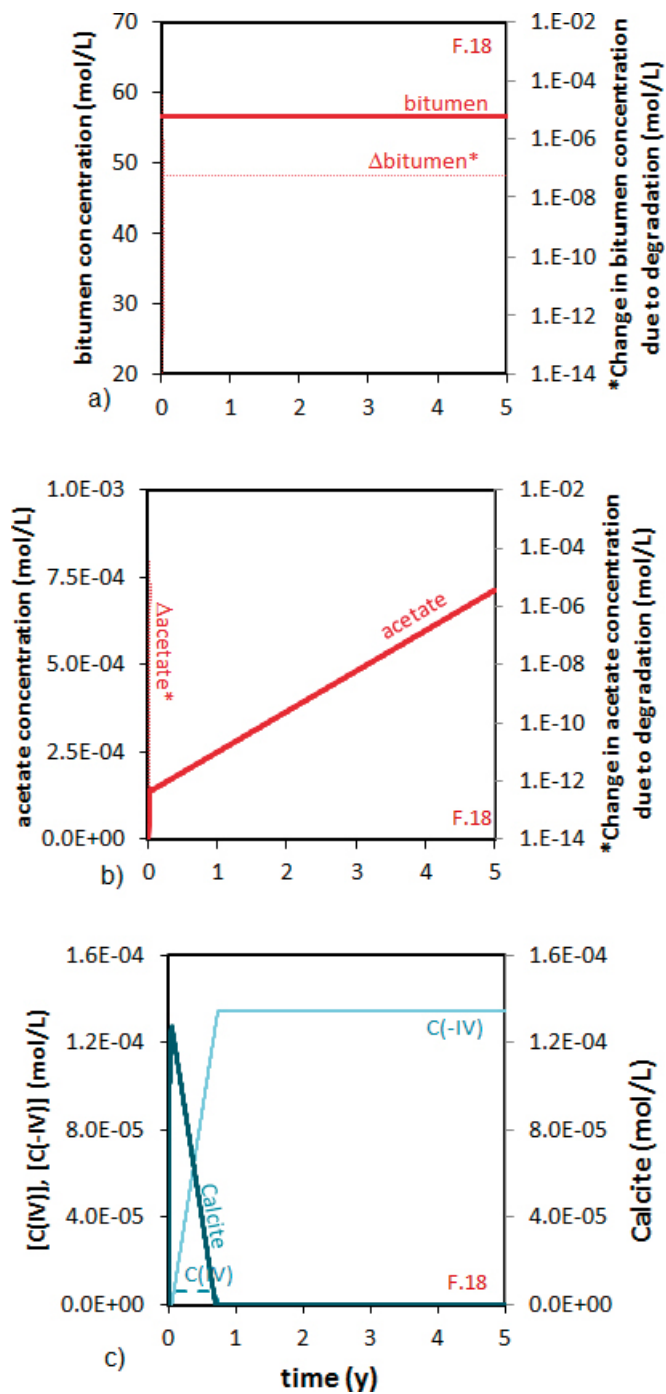 bitumen concentration (mol/L)
70
60
50
40
30
20
F.18
bitumen
Δbitumen*
1.E-02
1.E-04
1.E-06
1.E-08
1.E-10
1.E-12
1.E-14
*Change in bitumen concentration
due to degradation (mol/L)
0 1 2 3 4 5
a)
acetate concentration (mol/L)
1.0E-03
7.5E-04
5.0E-04
2.5E-04
0.0E+00
Δacetate*
acetate
F.18
1.E-02
1.E-04
1.E-06
1.E-08
1.E-10
1.E-12
1.E-14
*Change in acetate concentration
due to degradation (mol/L)
0 1 2 3 4 5
b)
[C(IV)], [C(-IV)] (mol/L)
1.6E-04
1.2E-04
8.0E-05
4.0E-05
0.0E+00
C(-IV)
Calcite
C(IV)
F.18
1.6E-04
1.2E-04
8.0E-05
4.0E-05
0.0E+00
Calcite (mol/L)
0 1 2 3 4 5
c)
time (y)